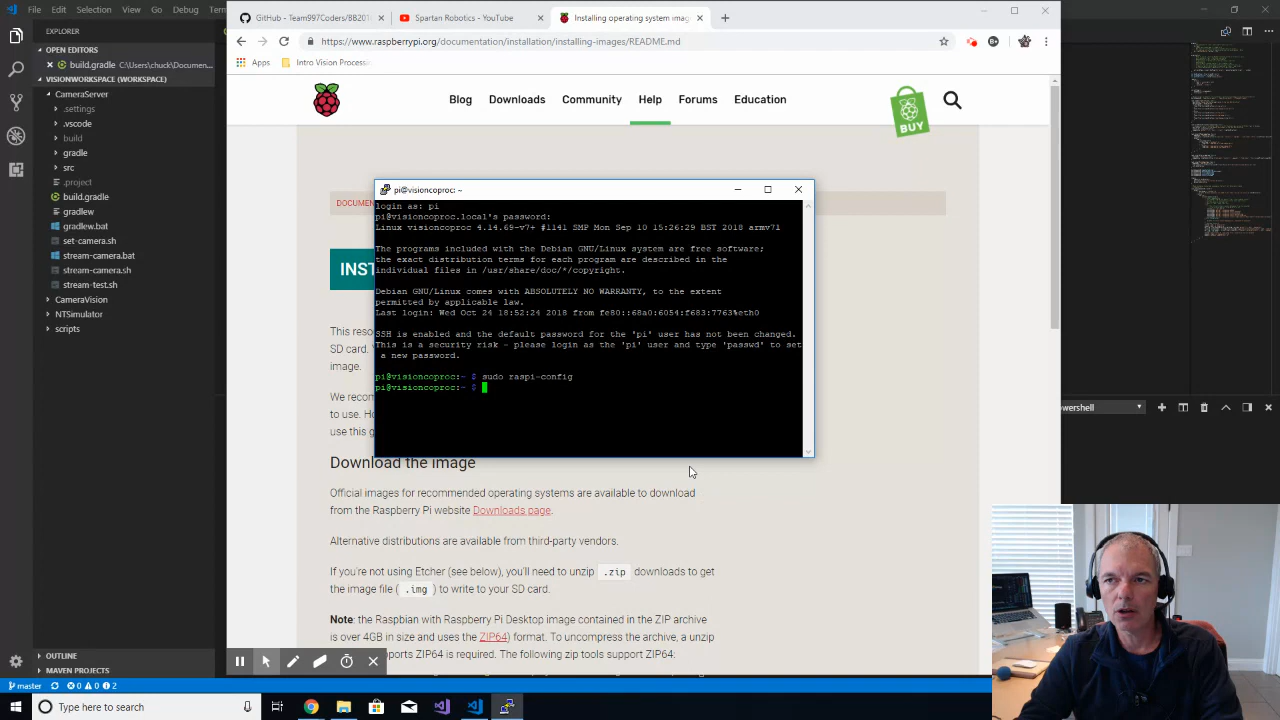 File
Edit
Selection
View
Go
Debug
GitHub - Team997Coders/8B201
Spartan Robotics - YouTube
Installing operating system imag
https://www.raspberrypi.org/documentation/installation/installing-images/README.md
Apps
Intro Vision Process
EXPLORER
OPEN EDITORS
build.gradle C:\chuck\Docum...
VISIONWORKSPACE (WORKSPACE)
CameraServer
.settings
.vscode
build
gradle
src
.project
build.gradle
gradlew
gradlew.bat
set-camera.sh
stream-camera.bat
stream-camera.sh
stream-test.sh
CameraVision
NTSimulator
scripts
OUTLINE
MAVEN PROJECTS
Blog
Downloads
Community
Help
Forums
Education
BUY
DOCUMEN
INST
pi@visioncoproc: ~
login as: pi
pi@visioncoproc.local's password:
Linux visioncoproc 4.14.69-v7+ #1141 SMP Mon Sep 10 15:26:29 BST 2018 armv7l
The programs included with the Debian GNU/Linux system are free software;
the exact distribution terms for each program are described in the
individual files in /usr/share/doc/*/copyright.
Debian GNU/Linux comes with ABSOLUTELY NO WARRANTY, to the extent
permitted by applicable law.
Last login: Wed Oct 24 18:52:24 2018 from fe80::68a0:6054:f683:7763%eth0
SSH is enabled and the default password for the 'pi' user has not been changed.
This is a security risk - please login as the 'pi' user and type 'passwd' to set
a new password.
pi@visioncoproc:~ $ sudo raspi-config
pi@visioncoproc:~ $
This reso
SD card.
image.
We recom
to use. Ho
use this g
Download the image
Official images for recommended operating systems are available to download
from the Raspberry Pi website Downloads page.
Alternative distributions are available from third-party vendors.
not using Etcher (see below), you'll need to unzip .zip downloads to get
file (.img) to write to your SD card.
Note: the Raspbian with Raspberry Pi Desktop image contained in the ZIP archive
is over 4GB in size and uses the ZIP64) format. To uncompress the archive, a unzip
ports ZIP64 is required. The following zip tools support ZIP64:
powershell
master
0
0
2
Type here to search